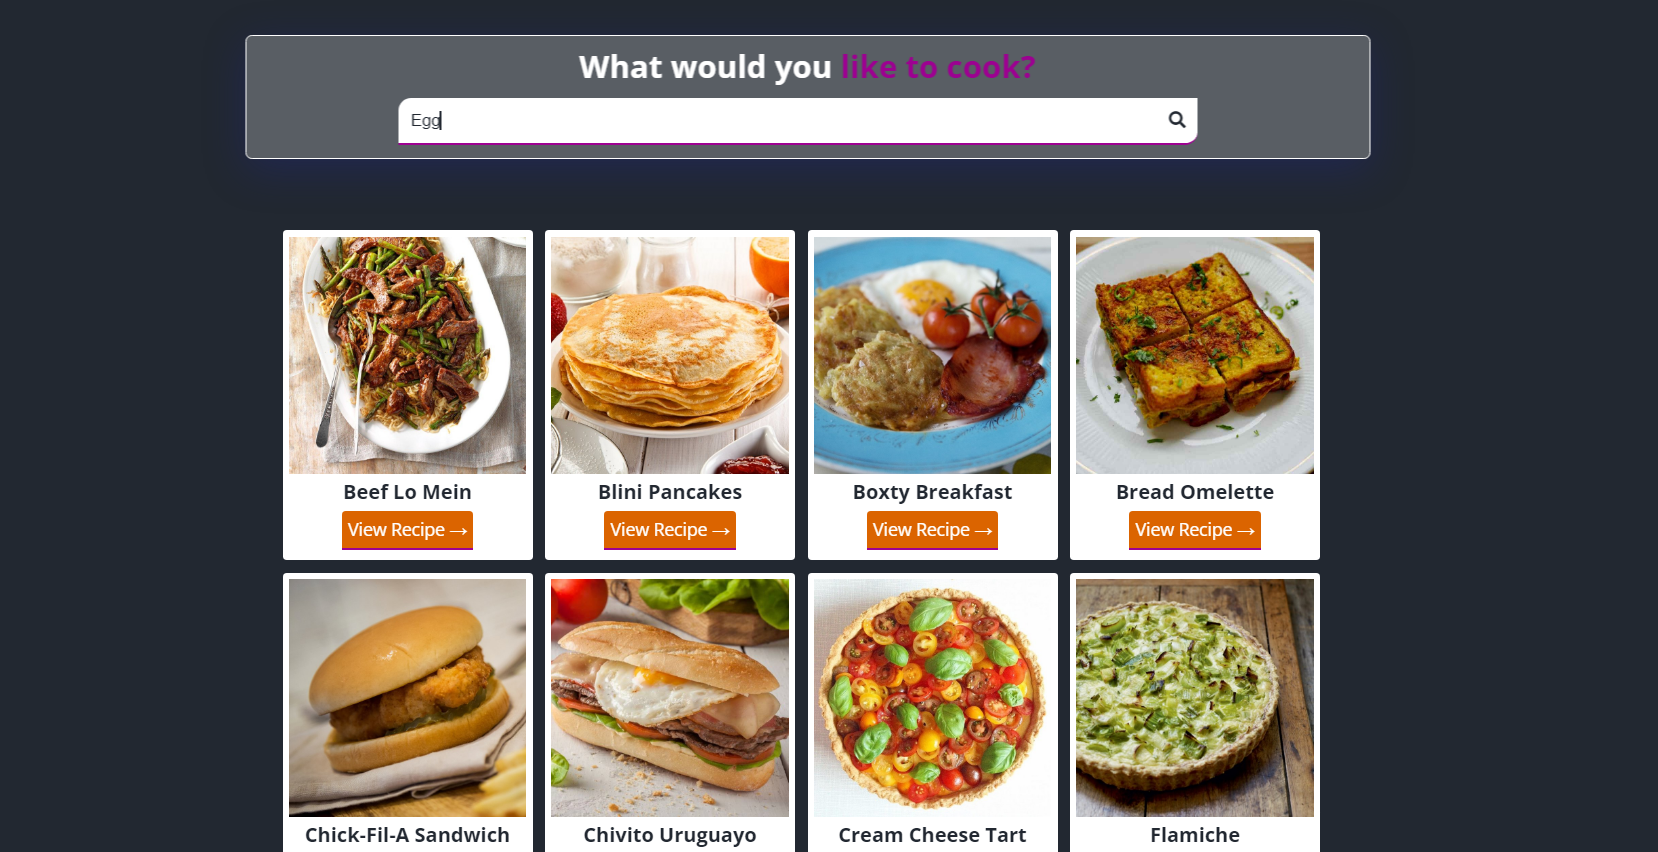 What would you like to cook?
Egg
Beef Lo Mein
View Recipe →
Blini Pancakes
View Recipe →
Boxty Breakfast
View Recipe →
Bread Omelette
View Recipe →
Chick-Fil-A Sandwich
Chivito Uruguayo
Cream Cheese Tart
Flamiche